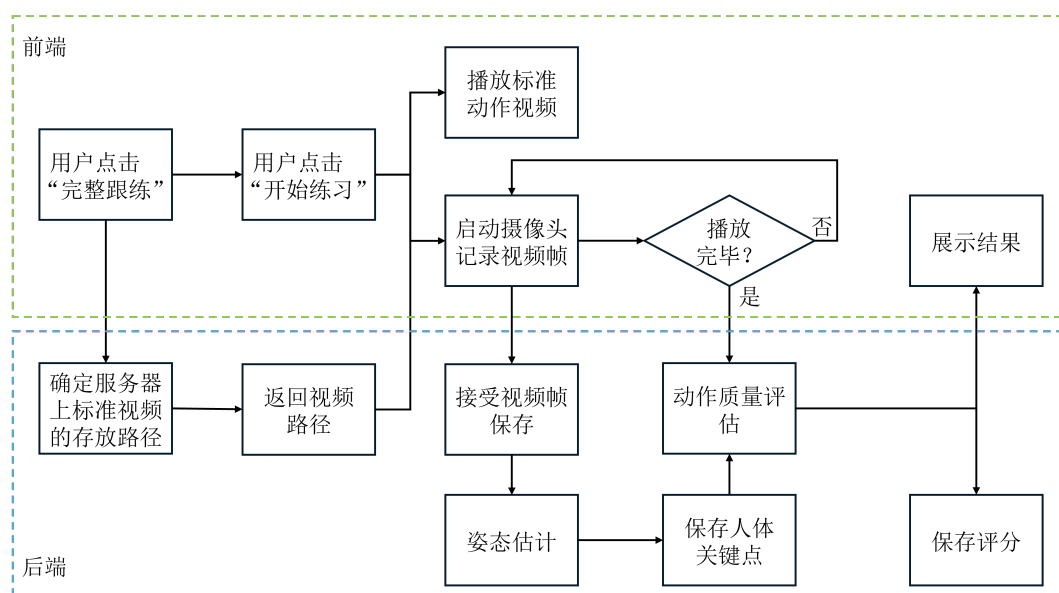 前端
播放标准
动作视频
用户点击
“完整跟练”
用户点击
“开始练习”
启动摄像头
记录视频帧
播放
完毕？
否
是
展示结果
确定服务器
上标准视频
的存放路径
返回视频
路径
接受视频帧
保存
动作质量评
估
姿态估计
保存人体
关键点
保存评分
后端